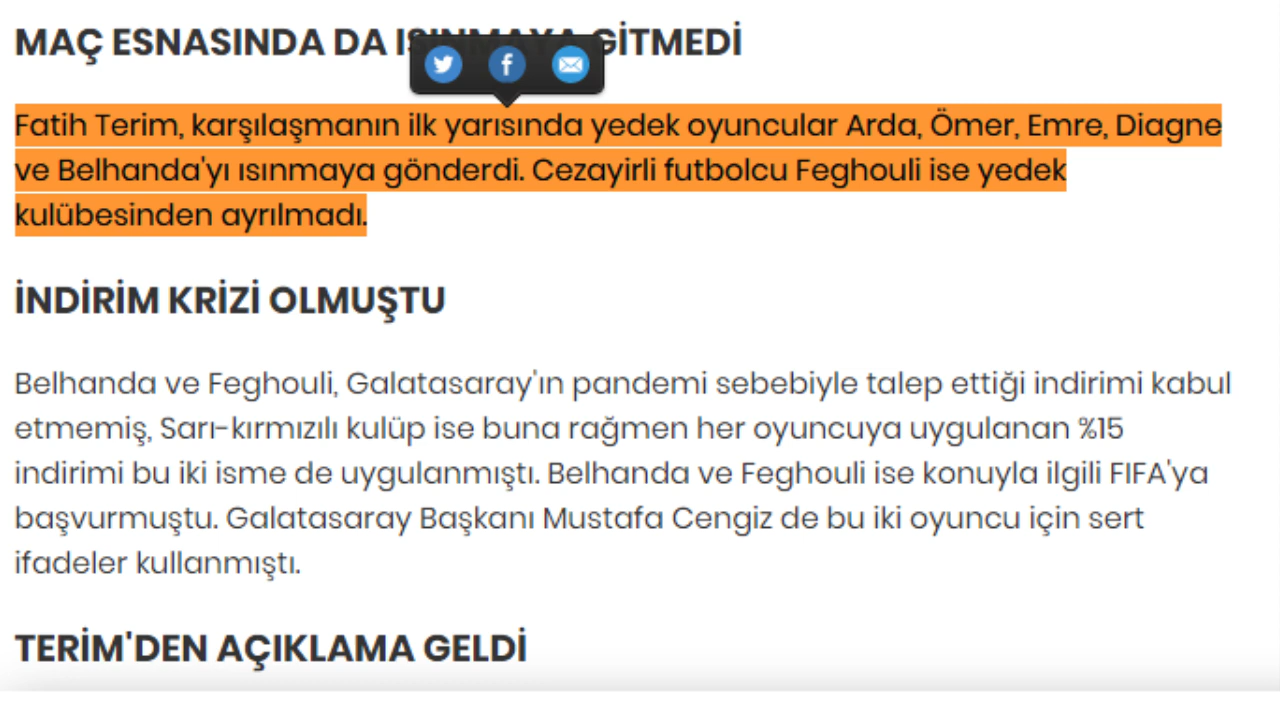 MAÇ ESNASINDA DA ISINMAYA GİTMEDİ
Fatih Terim, karşılaşmanın ilk yarısında yedek oyuncular Arda, Ömer, Emre, Diagne
ve Belhanda'yı ısınmaya gönderdi. Cezayirli futbolcu Feghouli ise yedek
kulübesinden ayrılmadı.
İNDİRİM KRİZİ OLMUŞTU
Belhanda ve Feghouli, Galatasaray'ın pandemi sebebiyle talep ettiği indirimi kabul
etmemiş, Sarı-kırmızılı kulüp ise buna rağmen her oyuncuya uygulanan %15
indirimi bu iki isme de uygulanmıştı. Belhanda ve Feghouli ise konuyla ilgili FIFA'ya
başvurmuştu. Galatasaray Başkanı Mustafa Cengiz de bu iki oyuncu için sert
ifadeler kullanmıştı.
TERİM'DEN AÇIKLAMA GELDİ